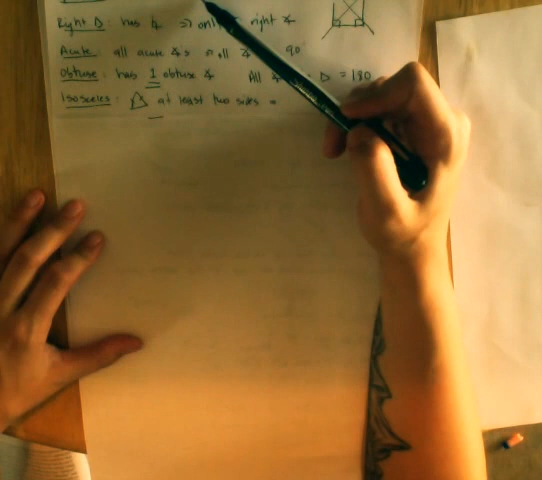 Right △: has ∡ ⇒ only right ∡
Acute: all acute ∡s ⇒ all ∡ 90°
Obtuse: has 1 obtuse ∡ All ∡ △ = 180
Isosceles: △ at least two sides =